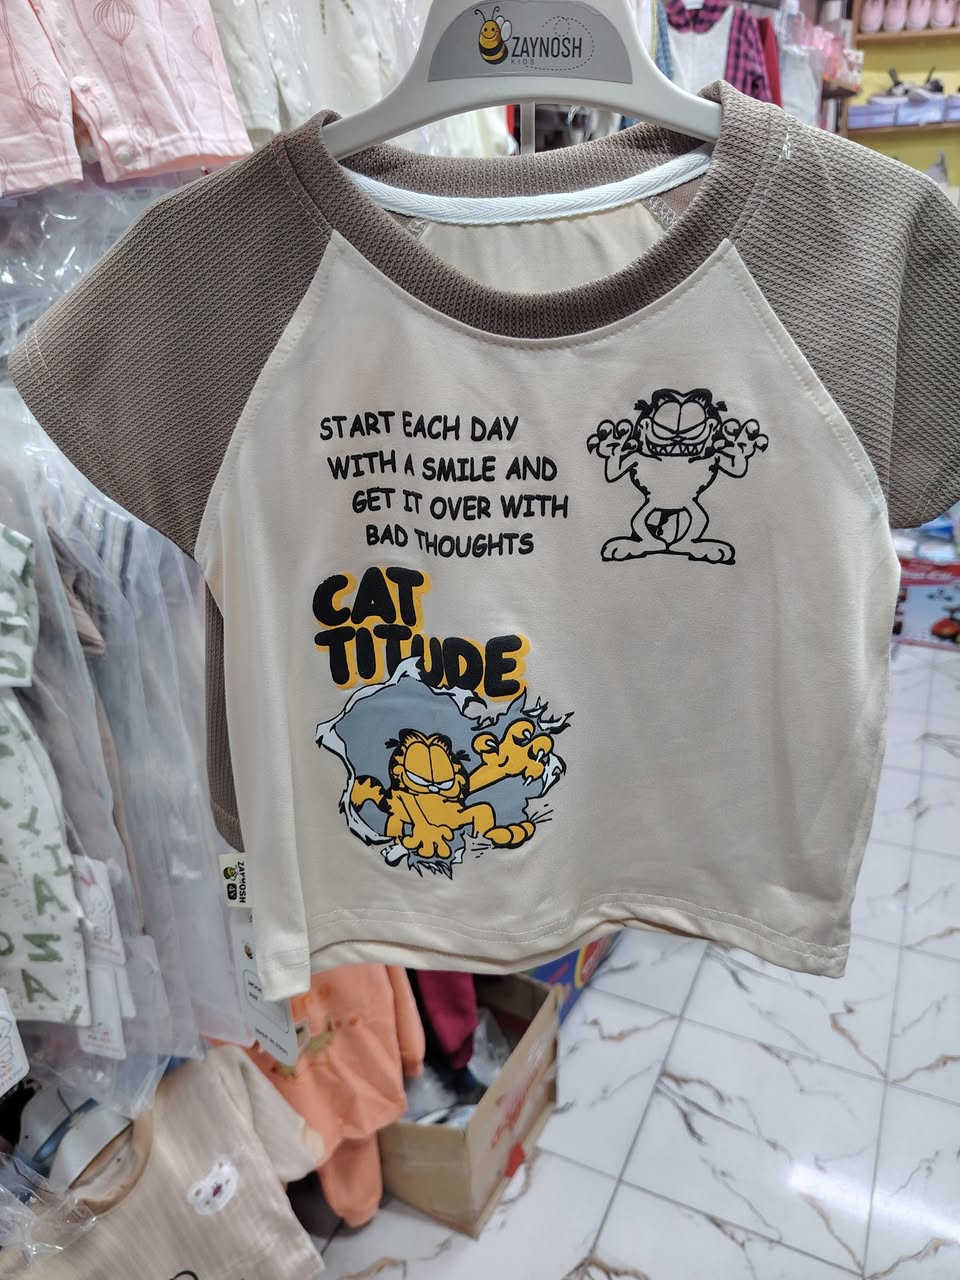 ZAYNOSH
KIDS
START EACH DAY
WITH A SMILE AND
GET IT OVER WITH
BAD THOUGHTS
CAT
TITUDE
ZAYNOSH